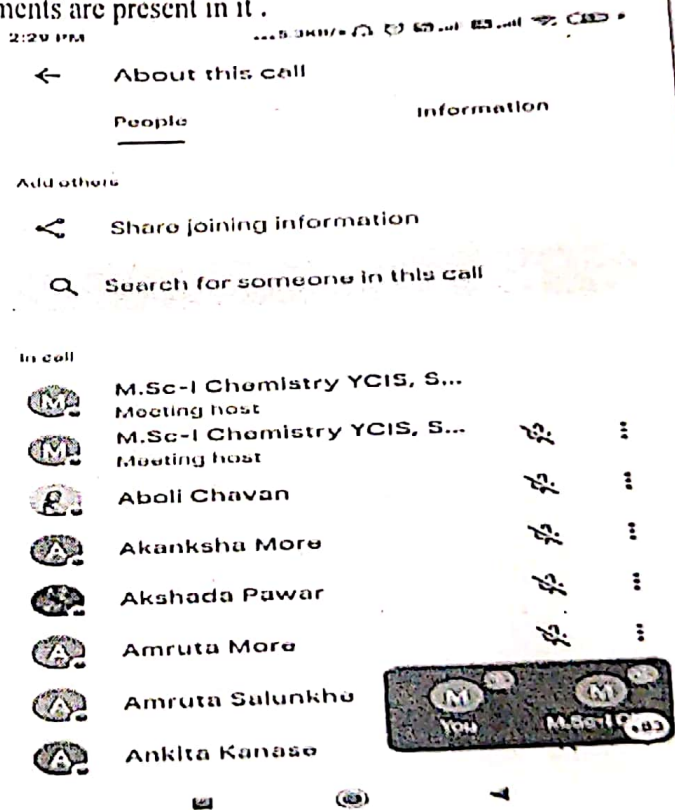 ments are present in it .
2:29 PM
About this call
People
Information
Add others
Share joining information
Search for someone in this call
In call
M.Sc-I Chemistry YCIS, S...
Meeting host
M.Sc-I Chemistry YCIS, S...
Meeting host
Aboli Chavan
Akanksha More
Akshada Pawar
Amruta More
Amruta Salunkhe
Ankita Kanase
You